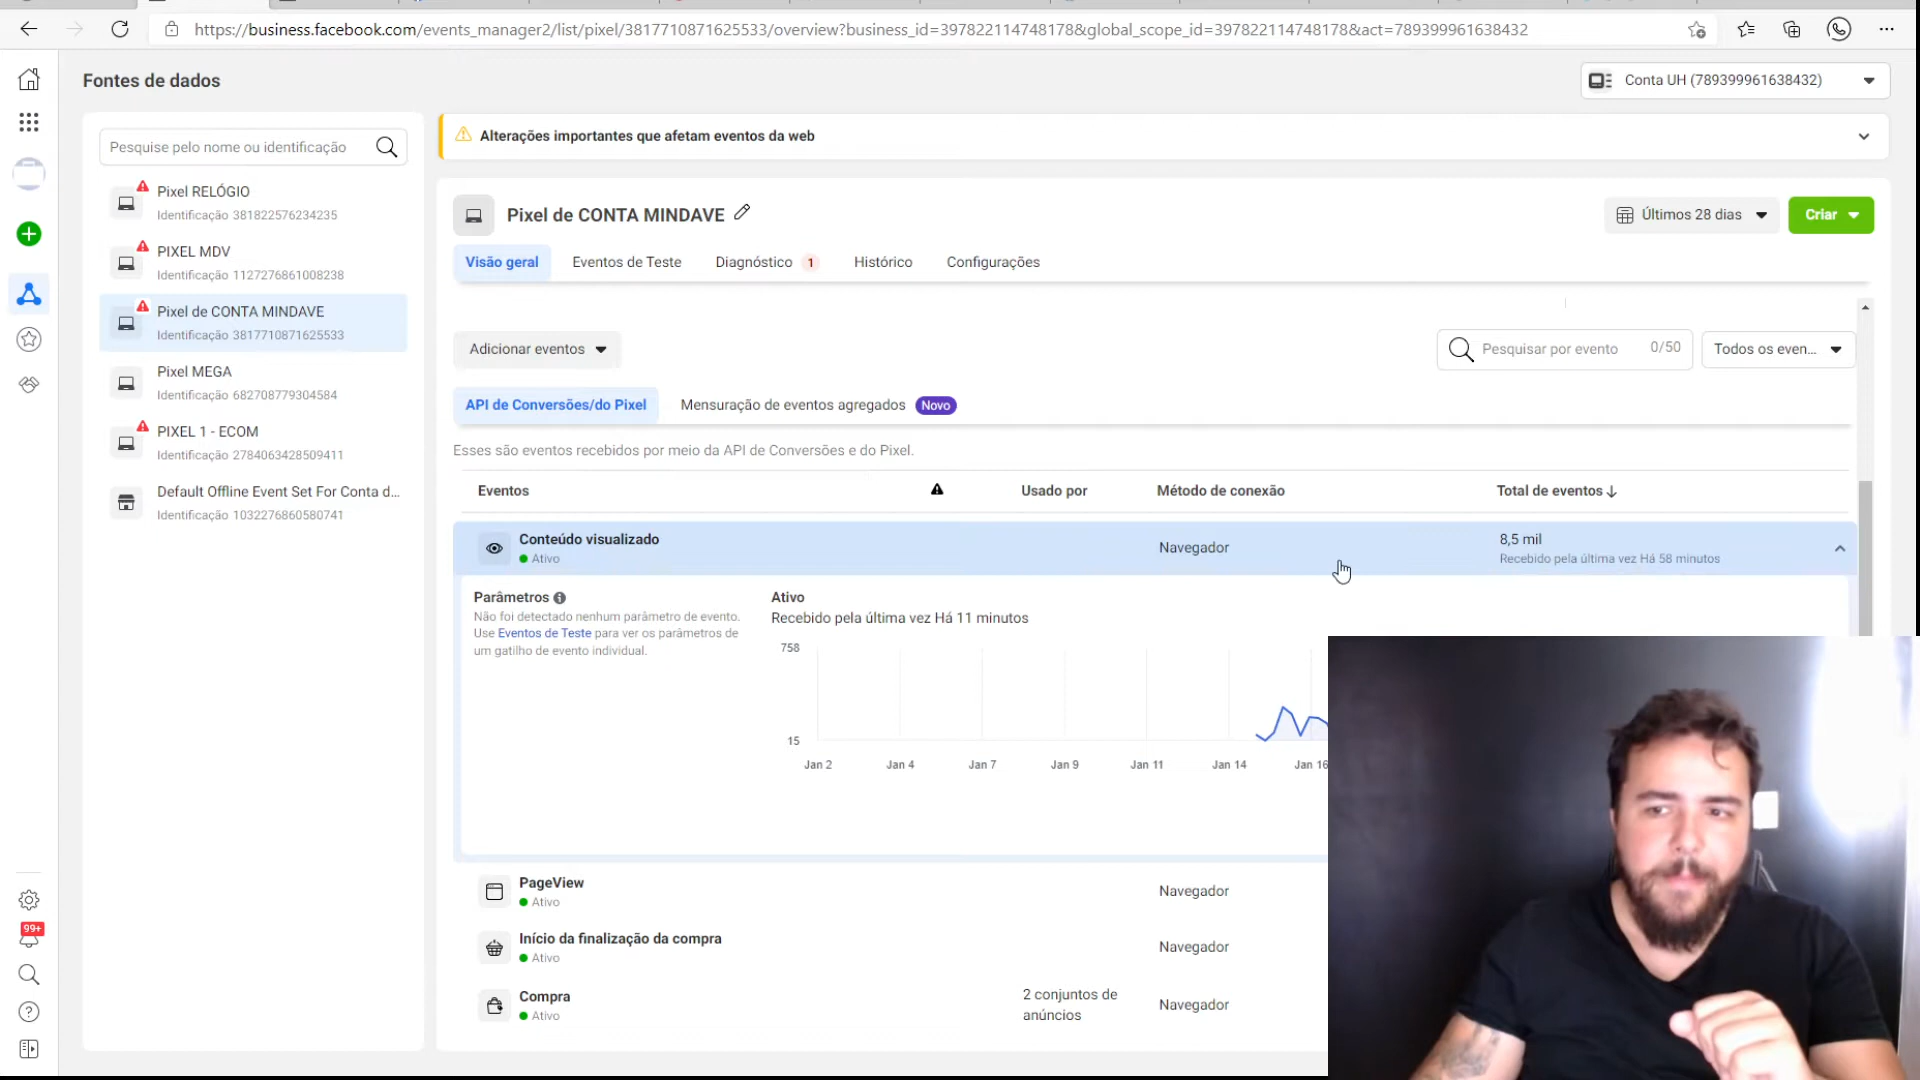 https://business.facebook.com/events_manager2/list/pixel/3817710871625533/overview?business_id=397822114748178&global_scope_id=397822114748178&act=789399961638432
Fontes de dados
Conta UH (789399961638432)
Pesquise pelo nome ou identificação
Pixel RELÓGIO
Identificação 381822576234235
PIXEL MDV
Identificação 1127276861008238
Pixel de CONTA MINDAVE
Identificação 3817710871625533
Pixel MEGA
Identificação 682708779304584
PIXEL 1 - ECOM
Identificação 2784063428509411
Default Offline Event Set For Conta d...
Identificação 1032276860580741
99+
Alterações importantes que afetam eventos da web
Pixel de CONTA MINDAVE
Últimos 28 dias
Criar
Visão geral
Eventos de Teste
Diagnóstico 1
Histórico
Configurações
Adicionar eventos
Pesquisar por evento 0/50
Todos os even...
API de Conversões/do Pixel
Mensuração de eventos agregados Novo
Esses são eventos recebidos por meio da API de Conversões e do Pixel.
Eventos
Usado por
Método de conexão
Total de eventos
Conteúdo visualizado
Ativo
Navegador
8,5 mil
Recebido pela última vez Há 58 minutos
Parâmetros
Não foi detectado nenhum parâmetro de evento.
Use Eventos de Teste para ver os parâmetros de
um gatilho de evento individual.
Ativo
Recebido pela última vez Há 11 minutos
758
15
Jan 2 Jan 4 Jan 7 Jan 9 Jan 11 Jan 14 Jan 16
PageView
Ativo
Navegador
Início da finalização da compra
Ativo
Navegador
Compra
Ativo
2 conjuntos de
anúncios
Navegador